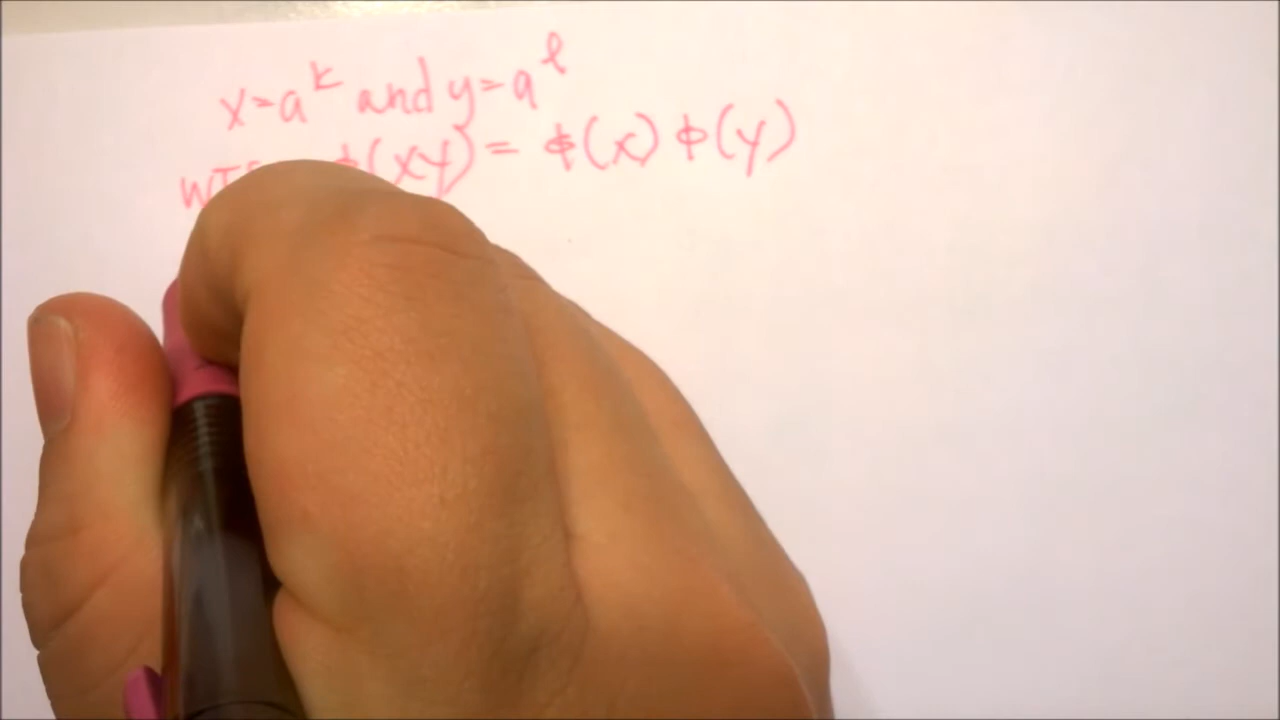 x=a^k and y=a^l
ϕ(xy) = ϕ(x) ϕ(y)